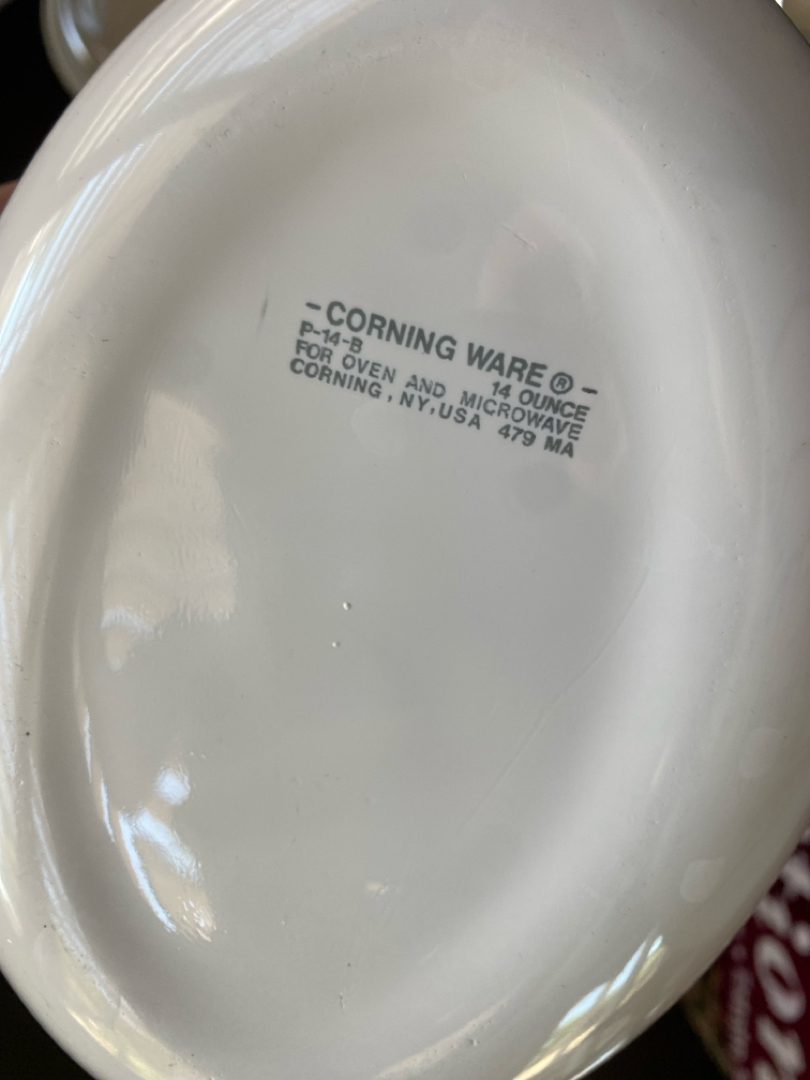 -CORNING WARE®-
P-14-B 14 OUNCE
FOR OVEN AND MICROWAVE
CORNING, NY, USA 479 MA